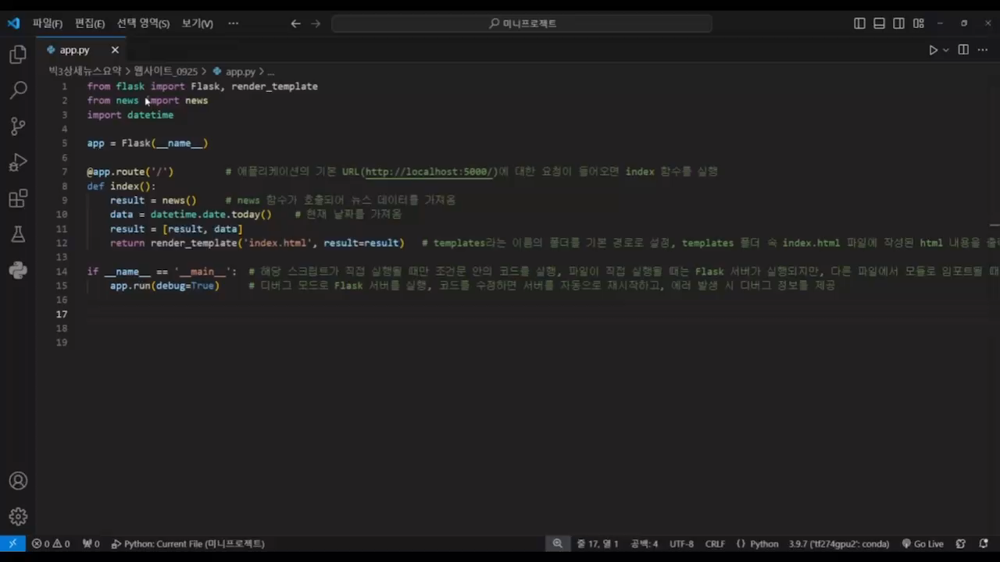 파일(F) 편집(E) 선택 영역(S) 보기(V) ··· ← → 미니프로젝트
app.py ×
빅3상세뉴스요약 > 웹사이트_0925 > app.py > ...
1 from flask import Flask, render_template
2 from news import news
3 import datetime
4
5 app = Flask(__name__)
6
7 @app.route('/') # 애플리케이션의 기본 URL(http://localhost:5000/)에 대한 요청이 들어오면 index 함수를 실행
8 def index():
9 result = news() # news 함수가 호출되어 뉴스 데이터를 가져옴
10 data = datetime.date.today() # 현재 날짜를 가져옴
11 result = [result, data]
12 return render_template('index.html', result=result) # templates라는 이름의 폴더를 기본 경로로 설정, templates 폴더 속 index.html 파일에 작성된 html 내용을 출
13
14 if __name__ == '__main__': # 해당 스크립트가 직접 실행될 때만 조건문 안의 코드를 실행, 파일이 직접 실행될 때는 Flask 서버가 실행되지만, 다른 파일에서 모듈로 임포트될 때
15 app.run(debug=True) # 디버그 모드로 Flask 서버를 실행, 코드를 수정하면 서버를 자동으로 재시작하고, 에러 발생 시 디버그 정보를 제공
16
17
18
19
0 0 0 Python: Current File (미니프로젝트) 줄 17, 열 1 공백: 4 UTF-8 CRLF {} Python 3.9.7 ('tf274gpu2': conda) Go Live